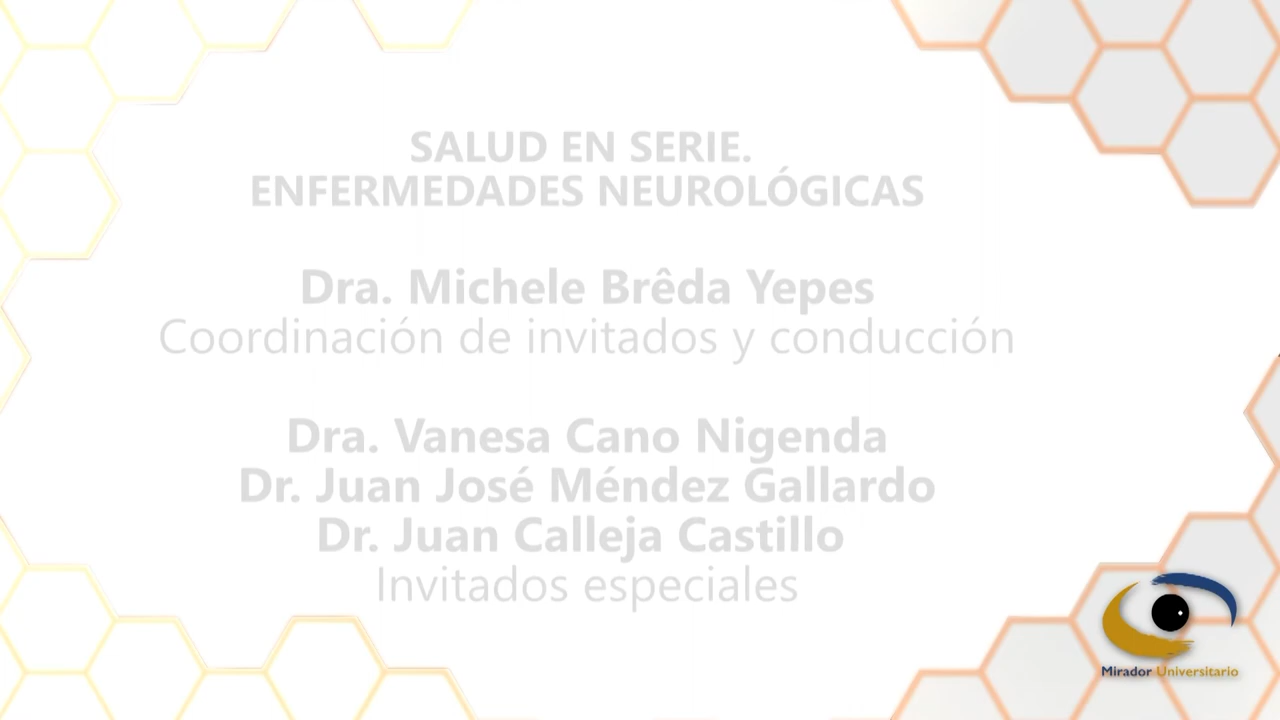 SALUD EN SERIE.
ENFERMEDADES NEUROLÓGICAS
Dra. Michele Brêda Yepes
Coordinación de invitados y conducción
Dra. Vanesa Cano Nigenda
Dr. Juan José Méndez Gallardo
Dr. Juan Calleja Castillo
Invitados especiales
Mirador Universitario